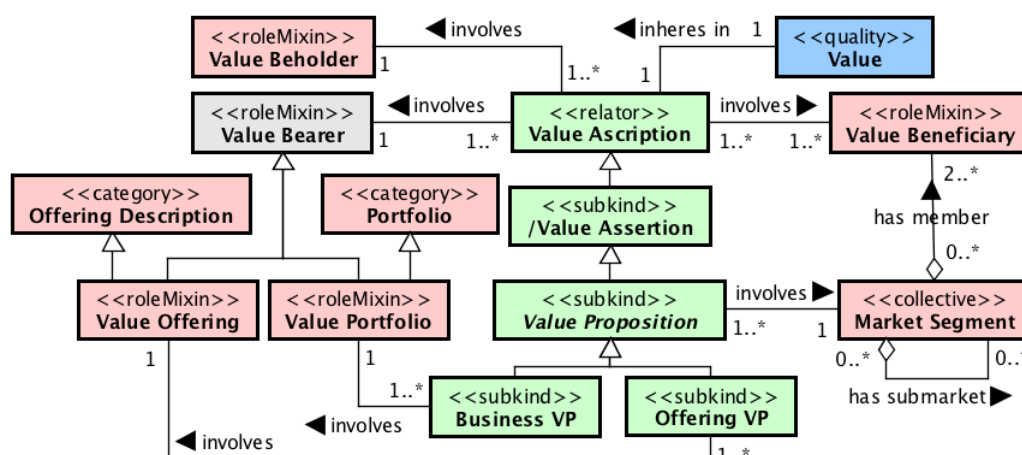 <<roleMixin>>
Value Beholder
◀ involves
1
1..*
◀ inheres in 1
1
<<quality>>
Value
<<roleMixin>>
Value Bearer
◀ involves
1
1..*
<<relator>>
Value Ascription
involves ▶
1..*
1..*
<<roleMixin>>
Value Beneficiary
2..*
has member
0..*
<<category>>
Offering Description
<<category>>
Portfolio
<<subkind>>
/Value Assertion
<<roleMixin>>
Value Offering
<<roleMixin>>
Value Portfolio
<<subkind>>
Value Proposition
involves ▶
1..*
1
<<collective>>
Market Segment
0..*
0..*
has submarket ▶
1
1
1..*
<<subkind>>
Business VP
<<subkind>>
Offering VP
◀ involves
◀ involves
1..*